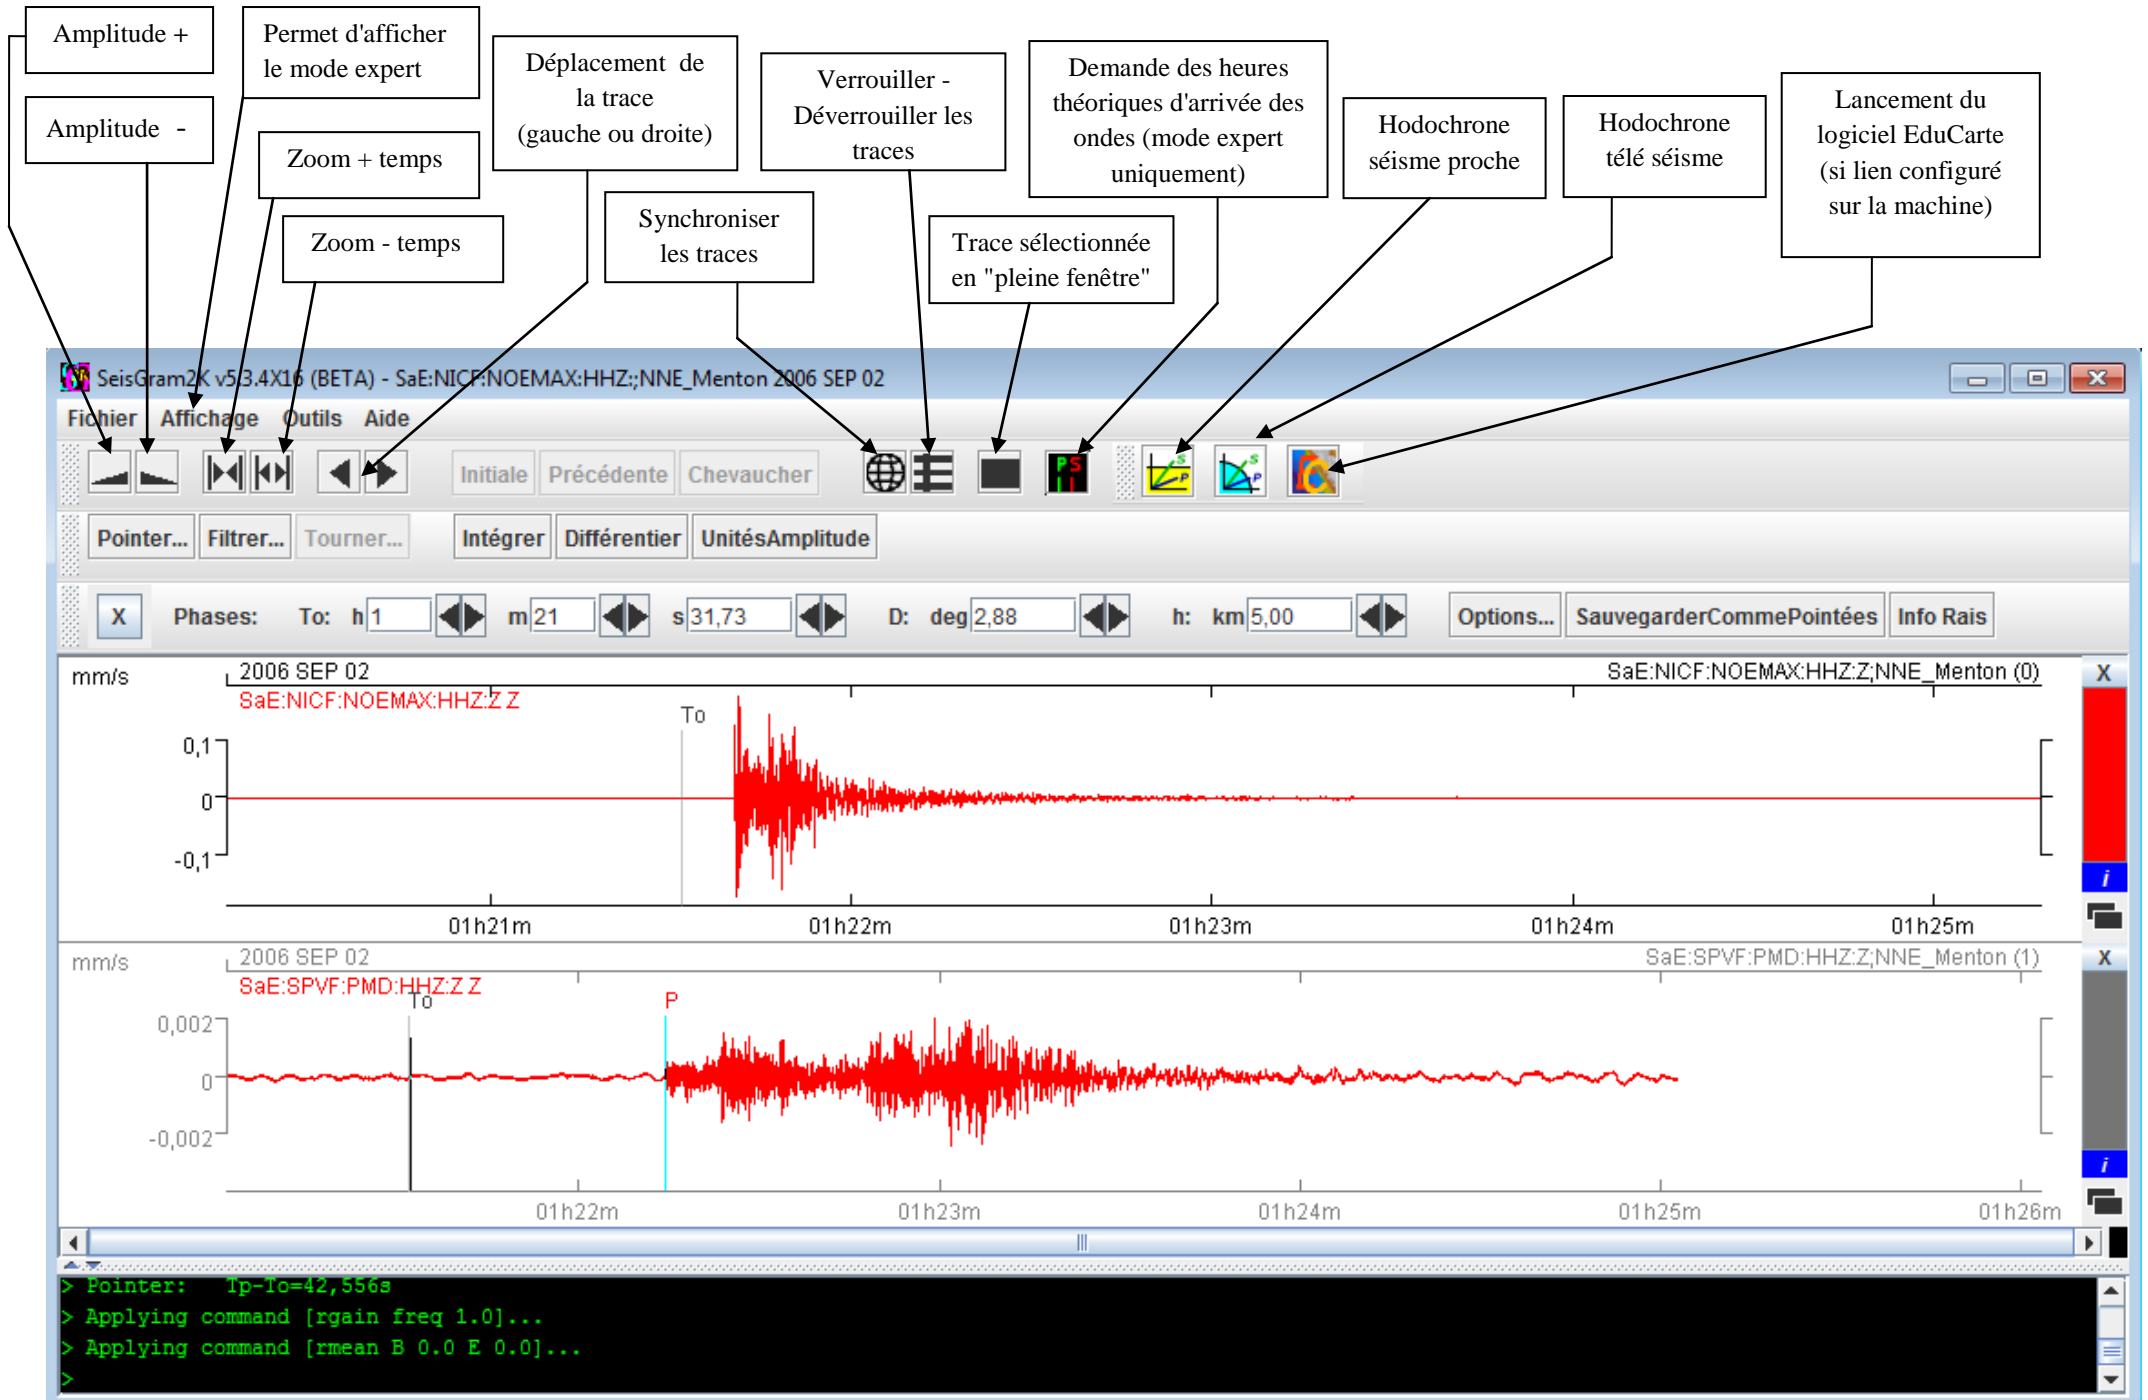 Amplitude +
Permet d'afficher
le mode expert
Amplitude -
Zoom + temps
Zoom - temps
Déplacement de
la trace
(gauche ou droite)
Synchroniser
les traces
Verrouiller -
Déverrouiller les
traces
Trace sélectionnée
en "pleine fenêtre"
Demande des heures
théoriques d'arrivée des
ondes (mode expert
uniquement)
Hodochrone
séisme proche
Hodochrone
télé séisme
Lancement du
logiciel EduCarte
(si lien configuré
sur la machine)
SeisGram2K v5.3.4X16 (BETA) - SaE:NICF:NOEMAX:HHZ:;NNE_Menton 2006 SEP 02
Fichier Affichage Outils Aide
Initiale Précédente Chevaucher
P S
S P
S P
Pointer... Filtrer... Tourner... Intégrer Différentier UnitésAmplitude
X Phases: To: h 1 m 21 s 31,73 D: deg 2,88 h: km 5,00 Options... SauvegarderCommePointées Info Rais
mm/s 2006 SEP 02 SaE:NICF:NOEMAX:HHZ:Z;NNE_Menton (0) X
SaE:NICF:NOEMAX:HHZ:Z Z
To
0,1
0
-0,1
i
01h21m 01h22m 01h23m 01h24m 01h25m
mm/s 2006 SEP 02 SaE:SPVF:PMD:HHZ:Z;NNE_Menton (1) X
SaE:SPVF:PMD:HHZ:Z Z
To P
0,002
0
-0,002
i
01h22m 01h23m 01h24m 01h25m 01h26m
> Pointer: Tp-To=42,556s
> Applying command [rgain freq 1.0]...
> Applying command [rmean B 0.0 E 0.0]...
>